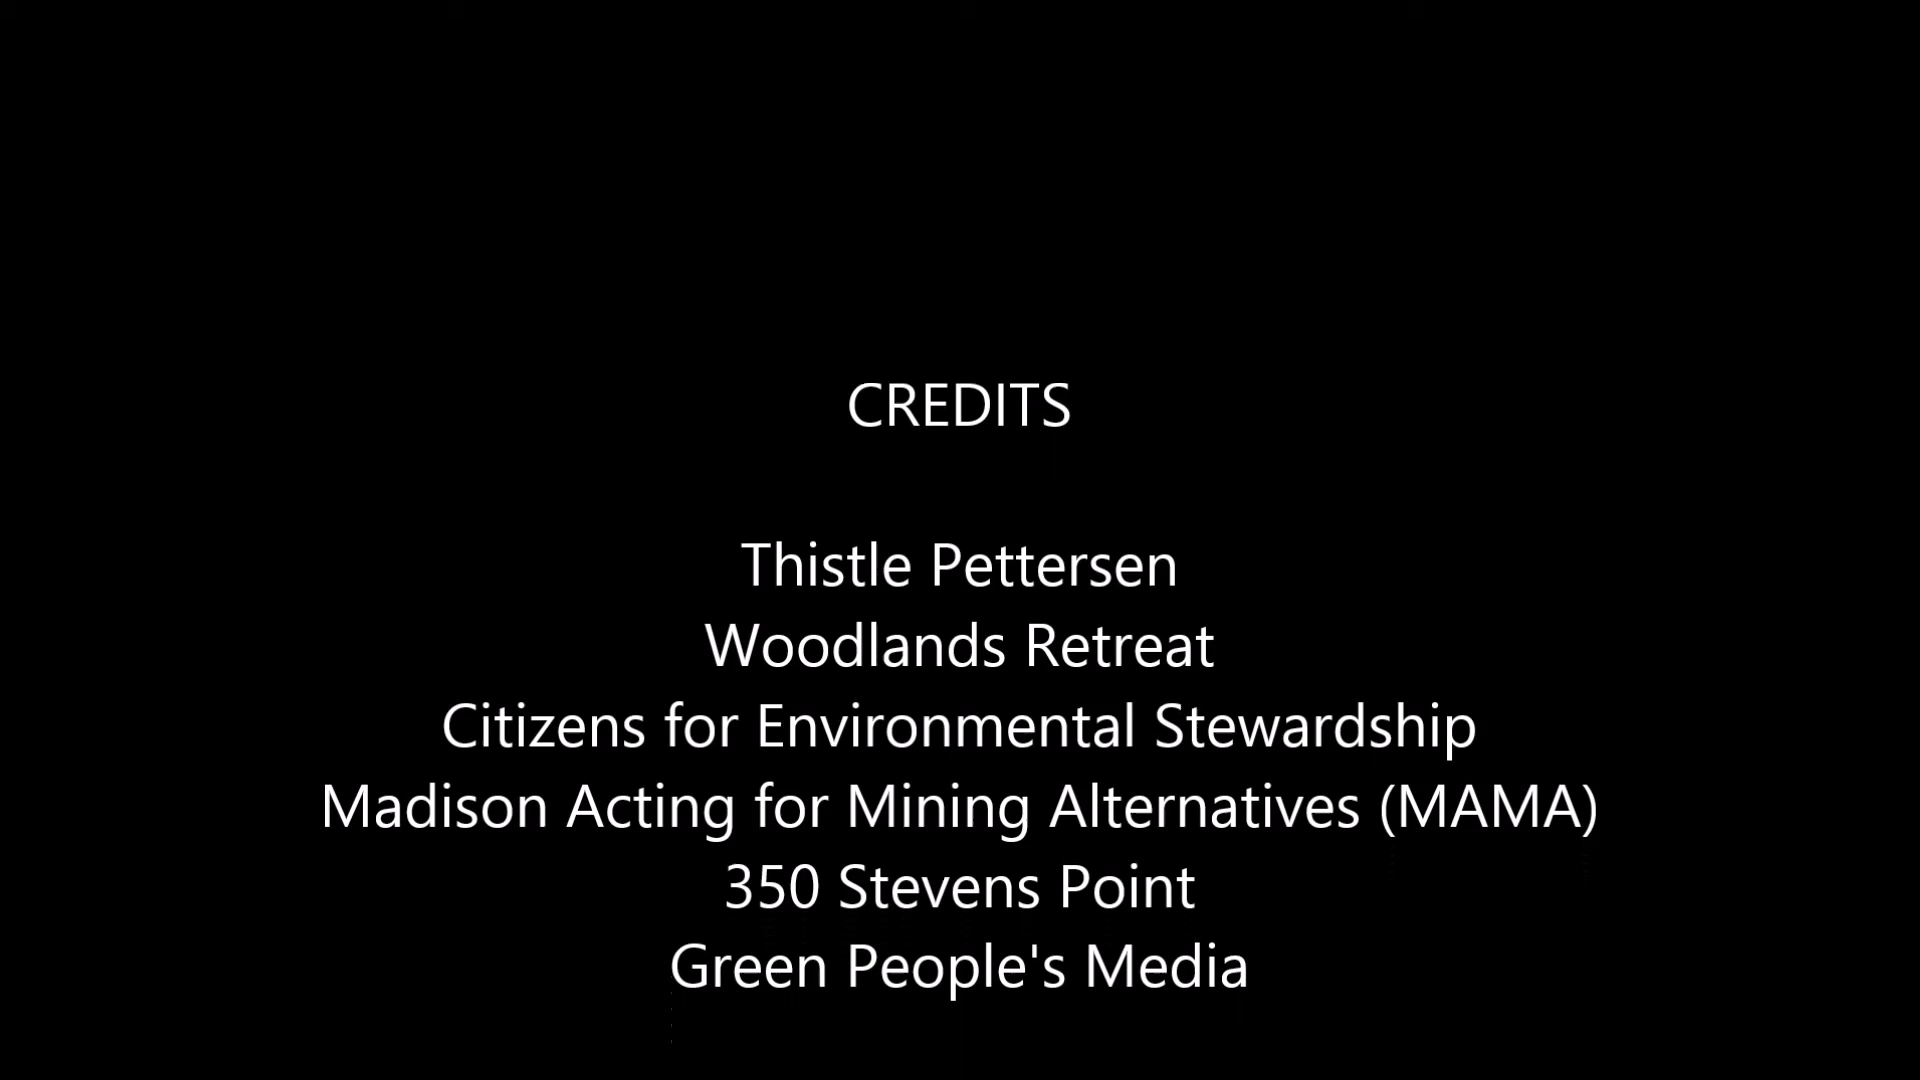 CREDITS
Thistle Pettersen
Woodlands Retreat
Citizens for Environmental Stewardship
Madison Acting for Mining Alternatives (MAMA)
350 Stevens Point
Green People's Media